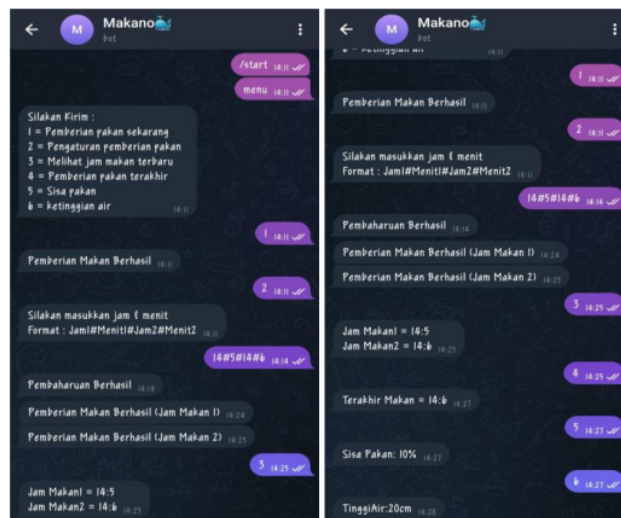 Makano
bot
/start 14:11
menu 14:11
Silakan Kirim :
1 = Pemberian pakan sekarang
2 = Pengaturan pemberian pakan
3 = Melihat jam makan terbaru
4 = Pemberian pakan terakhir
5 = Sisa pakan
6 = ketinggian air 14:11
1 14:11
Pemberian Makan Berhasil 14:11
2 14:11
Silakan masukkan jam & menit
Format : Jam1#Menit1#Jam2#Menit2 14:11
14#5#14#6 14:14
Pembaharuan Berhasil 14:14
Pemberian Makan Berhasil (Jam Makan 1) 14:24
Pemberian Makan Berhasil (Jam Makan 2) 14:25
3 14:25
Jam Makan1 = 14:5
Jam Makan2 = 14:6 14:25
M
Makano
bot
6 = ketinggian air 14:11
1 14:11
Pemberian Makan Berhasil 14:11
2 14:11
Silakan masukkan jam & menit
Format : Jam1#Menit1#Jam2#Menit2 14:11
14#5#14#6 14:14
Pembaharuan Berhasil 14:14
Pemberian Makan Berhasil (Jam Makan 1) 14:24
Pemberian Makan Berhasil (Jam Makan 2) 14:25
3 14:25
Jam Makan1 = 14:5
Jam Makan2 = 14:6 14:25
4 14:25
Terakhir Makan = 14:6 14:27
5 14:27
Sisa Pakan: 10% 14:27
6 14:27
TinggiAir:20cm 14:28